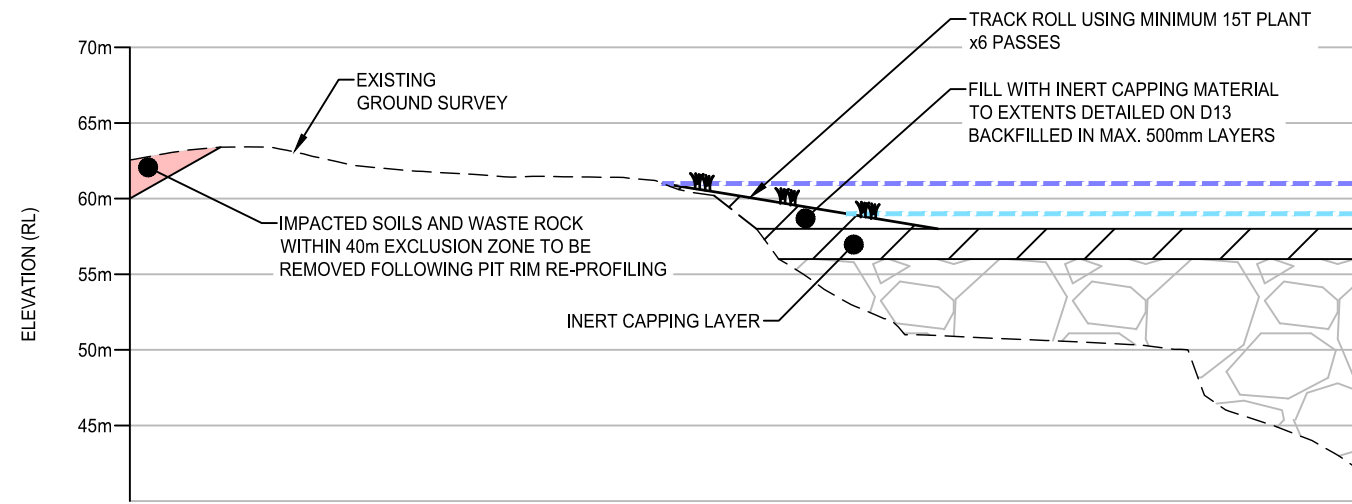 TRACK ROLL USING MINIMUM 15T PLANT
x6 PASSES
70m
EXISTING
GROUND SURVEY
FILL WITH INERT CAPPING MATERIAL
TO EXTENTS DETAILED ON D13
BACKFILLED IN MAX. 500mm LAYERS
65m
60m
IMPACTED SOILS AND WASTE ROCK
WITHIN 40m EXCLUSION ZONE TO BE
REMOVED FOLLOWING PIT RIM RE-PROFILING
55m
ELEVATION (RL)
INERT CAPPING LAYER
50m
45m